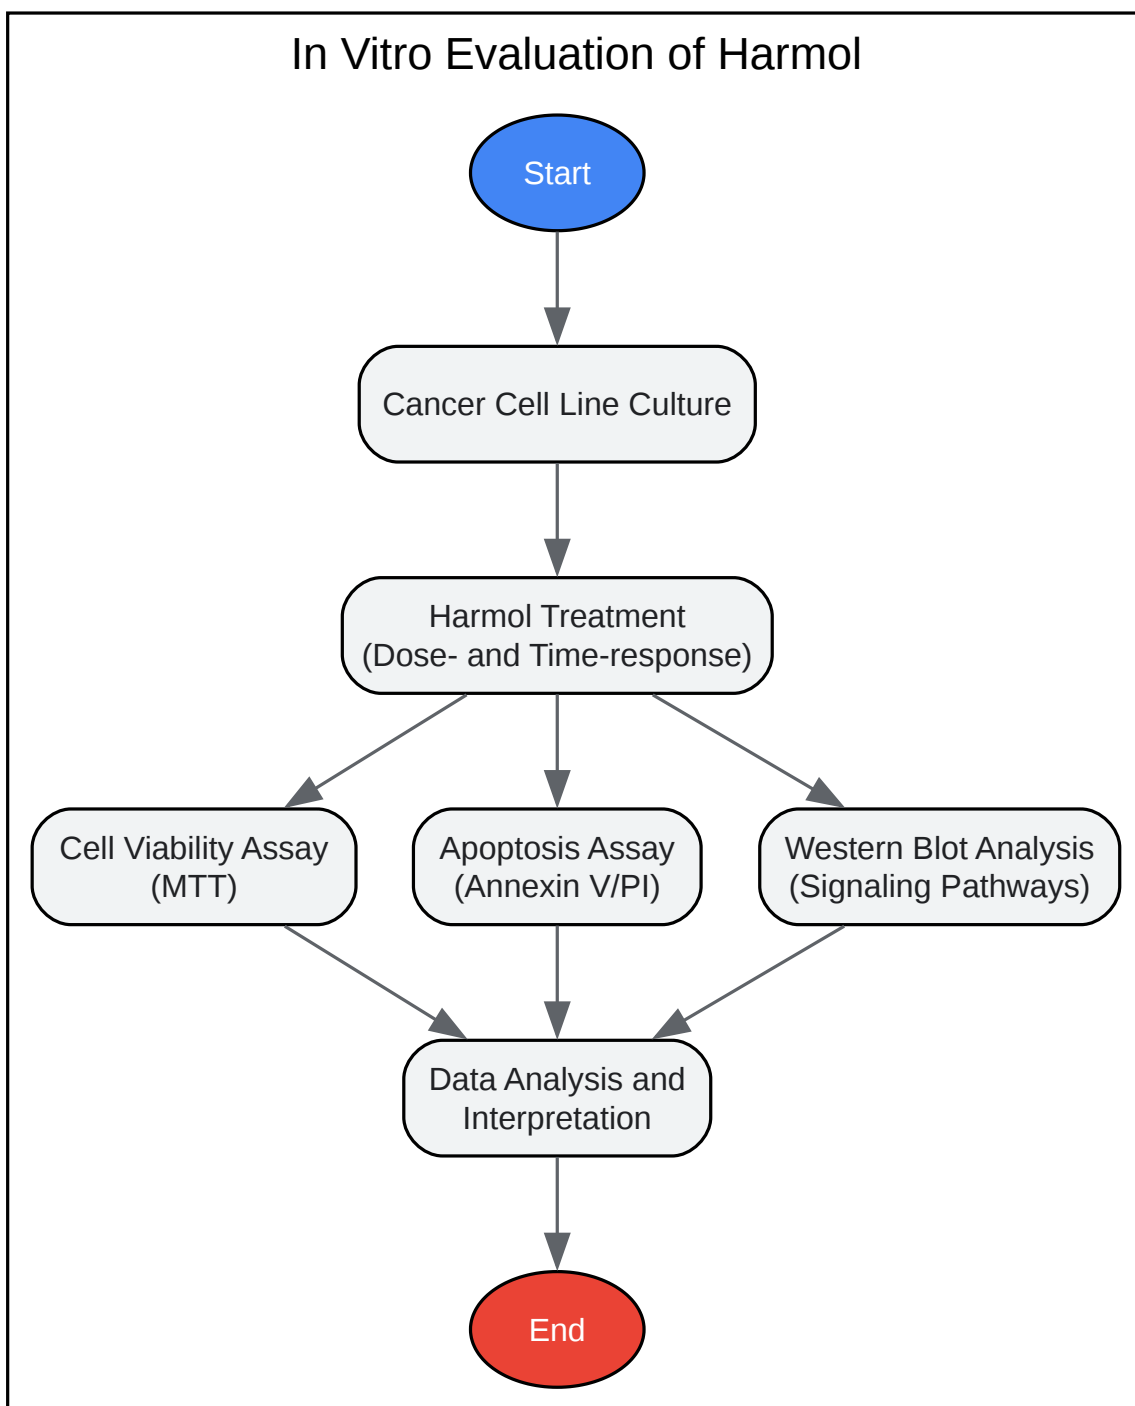 In Vitro Evaluation of Harmol
Start
Cancer Cell Line Culture
Harmol Treatment
(Dose- and Time-response)
Cell Viability Assay
(MTT)
Apoptosis Assay
(Annexin V/PI)
Western Blot Analysis
(Signaling Pathways)
Data Analysis and
Interpretation
End